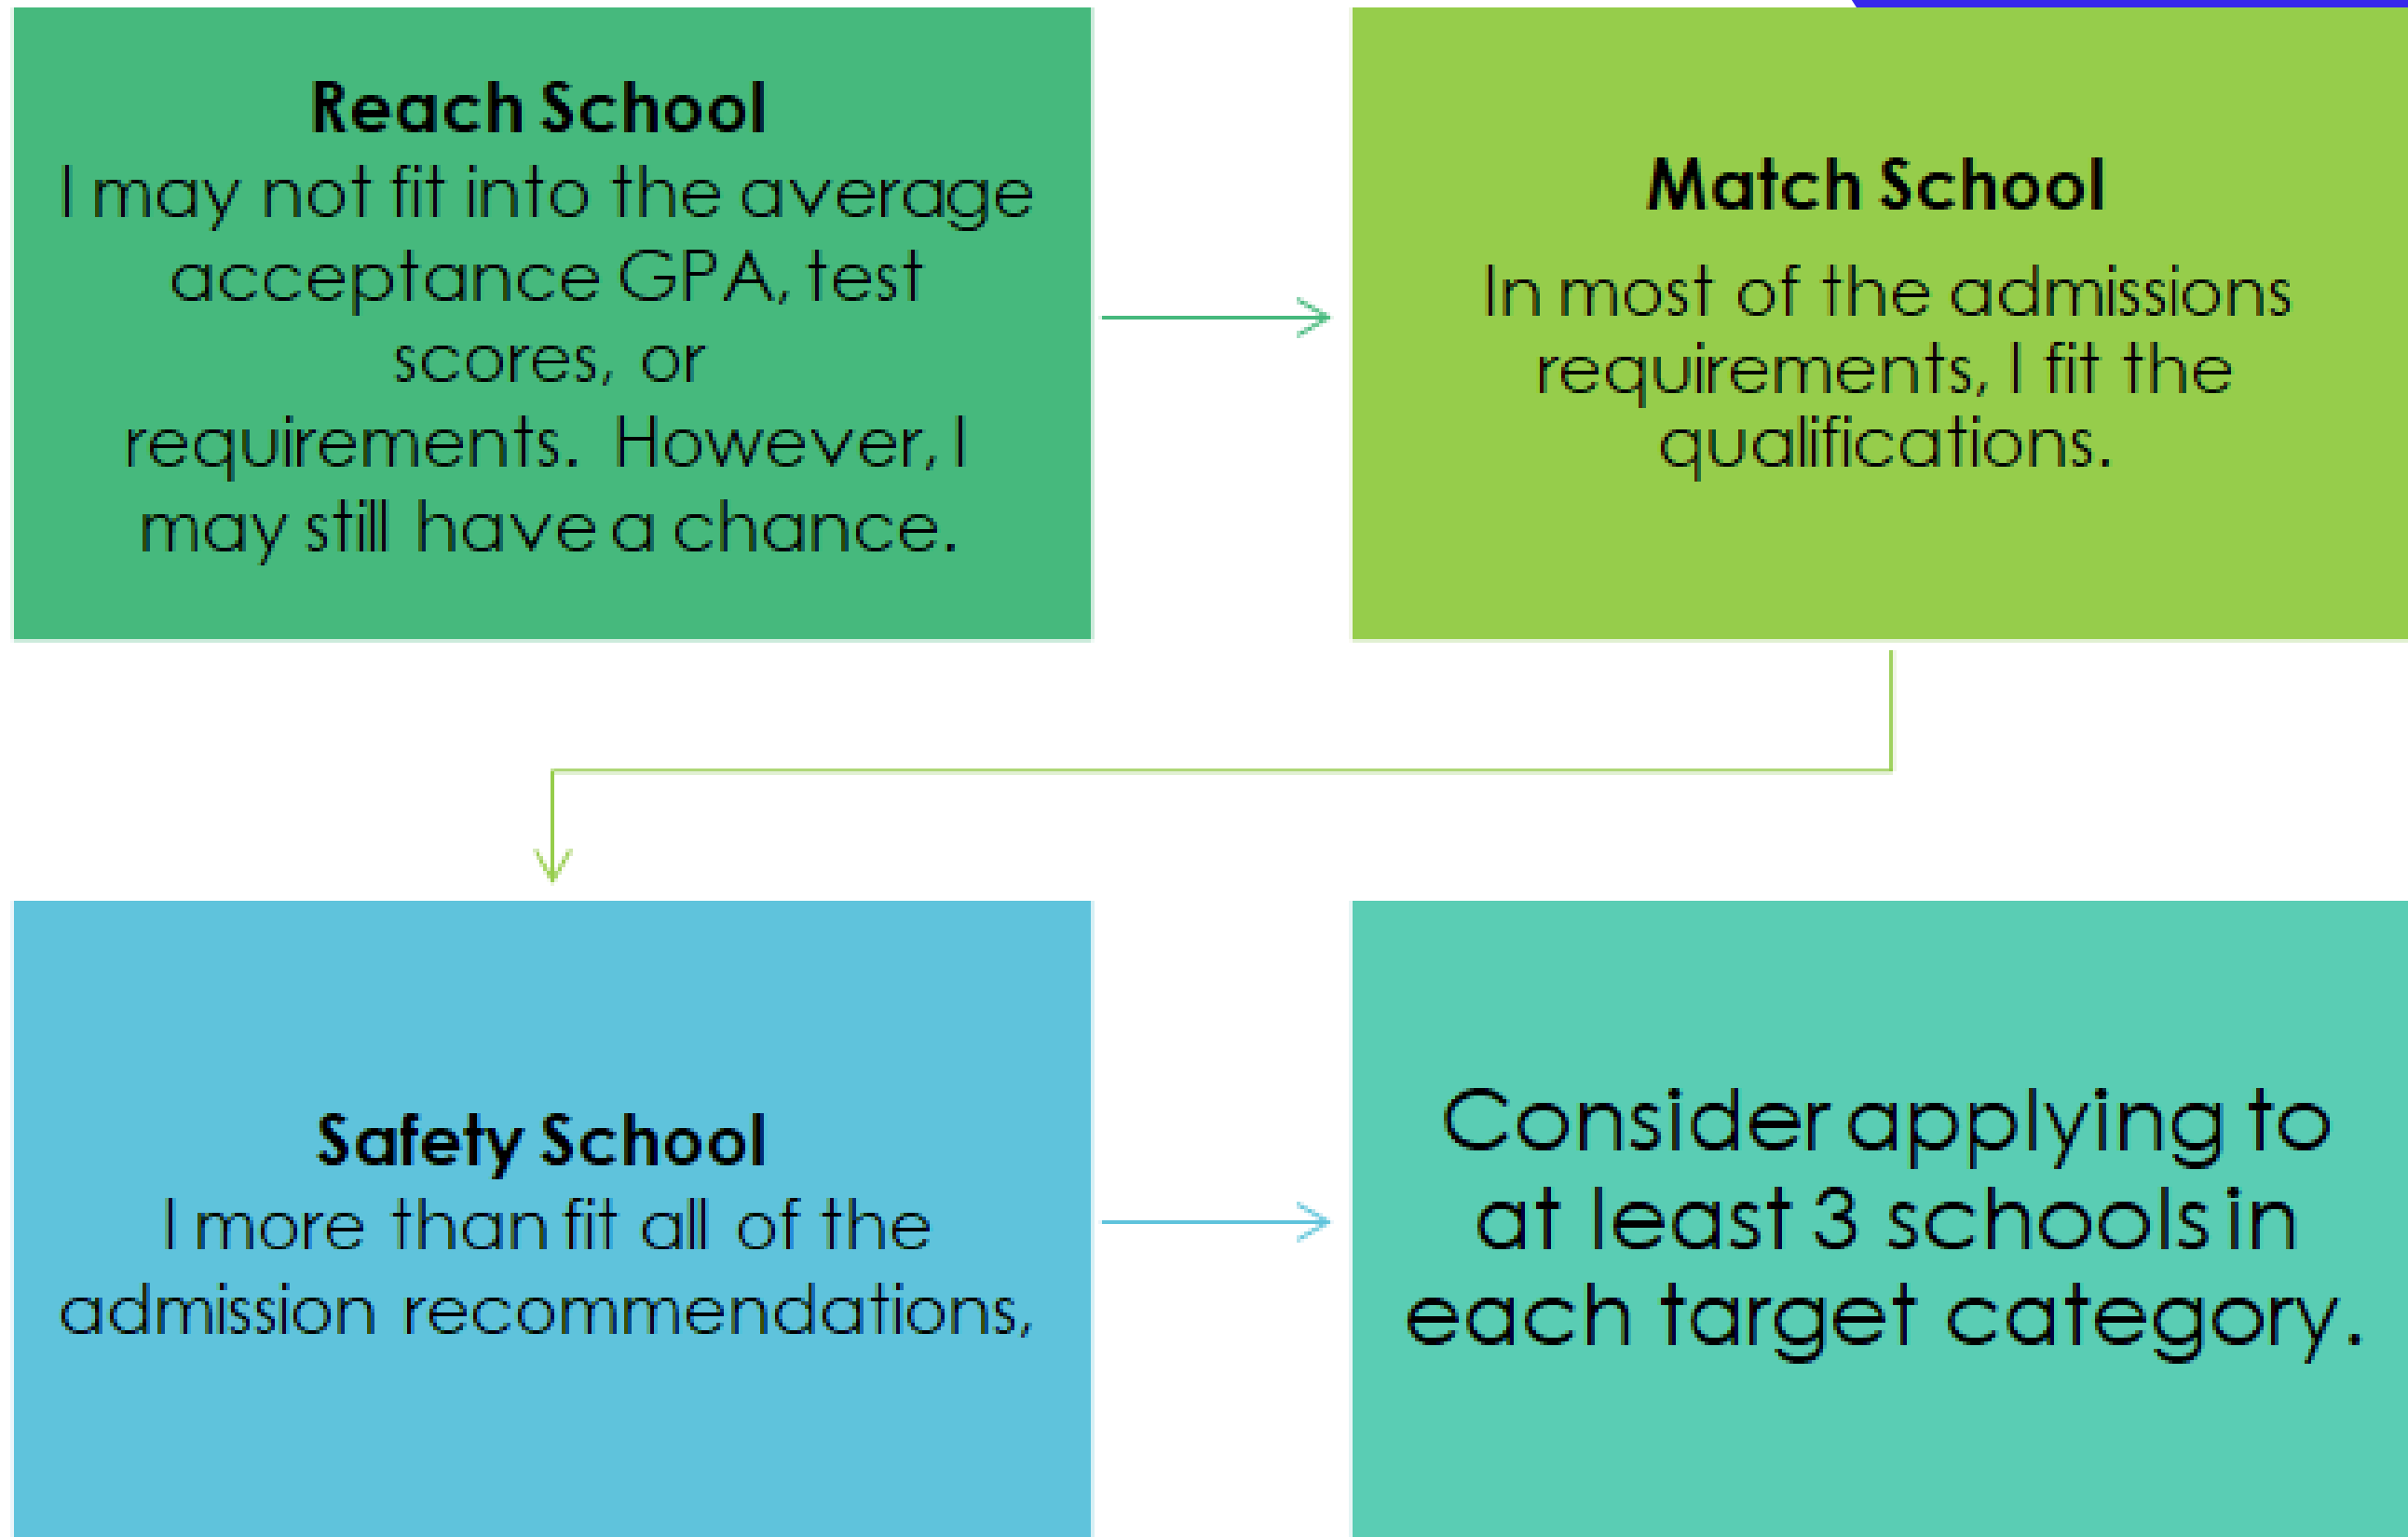 Reach School
I may not fit into the average
acceptance GPA, test
scores, or
requirements.  However, I
may still have a chance.
Match School
In most of the admissions
requirements, I fit the
qualifications.
Safety School
I more than fit all of the
admission recommendations,
Consider applying to
at least 3 schools in
each target category.